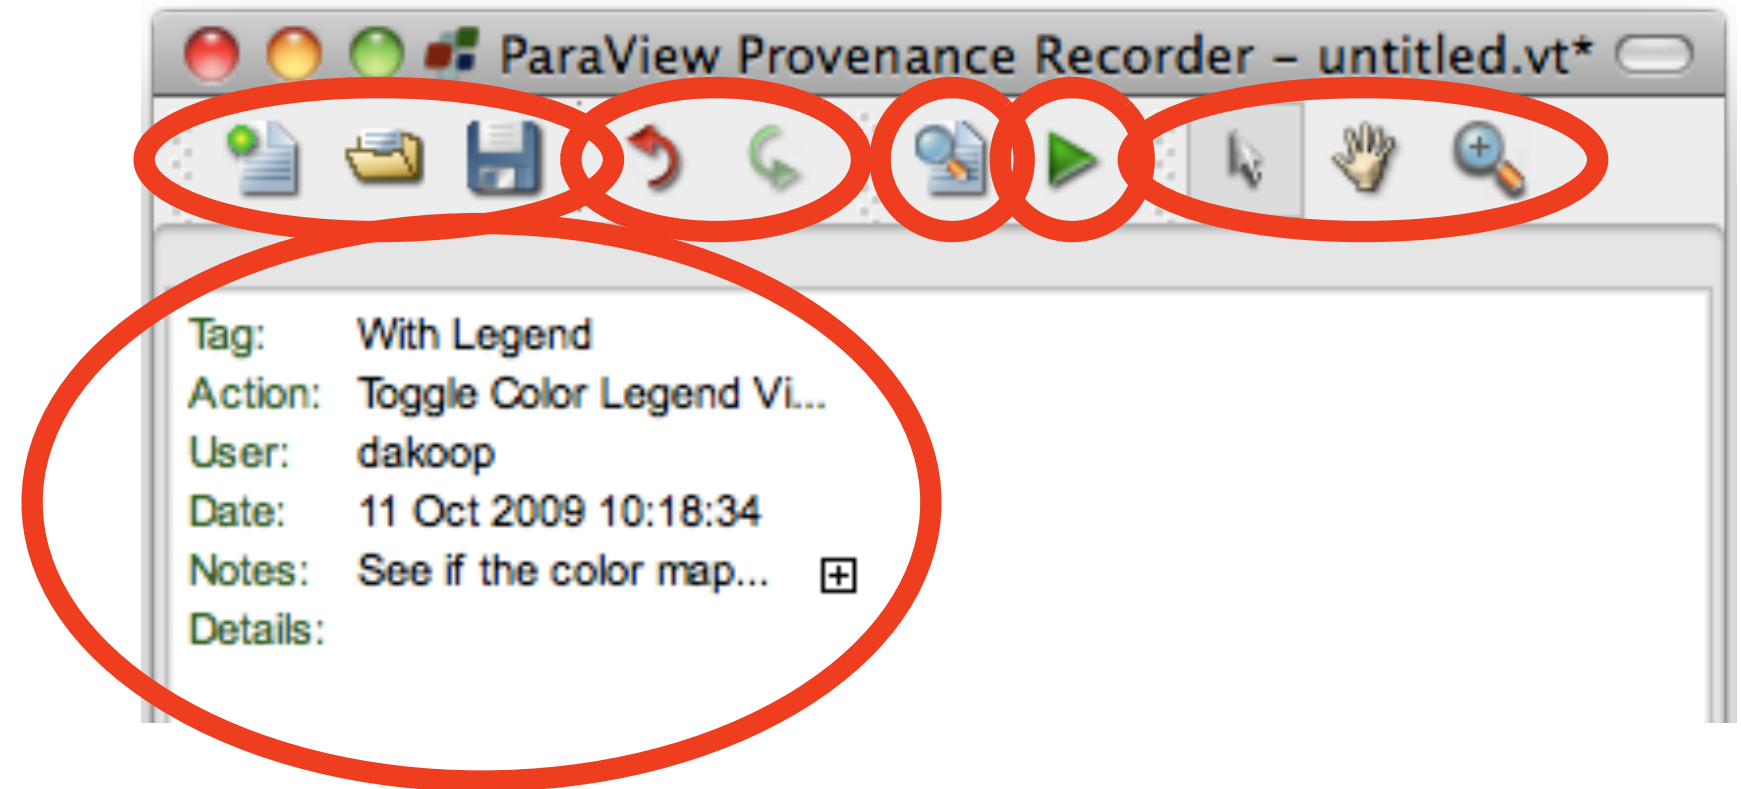 ParaView Provenance Recorder – untitled.vt*
Tag: With Legend
Action: Toggle Color Legend Vi...
User: dakoop
Date: 11 Oct 2009 10:18:34
Notes: See if the color map...
Details: